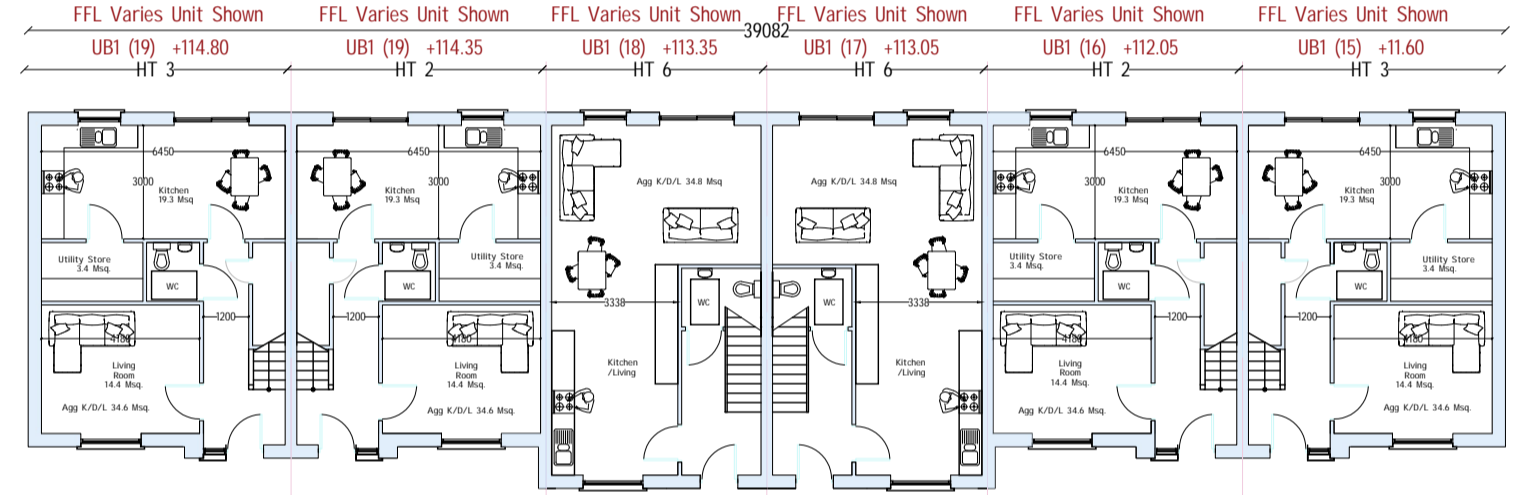 FFL Varies Unit Shown FFL Varies Unit Shown FFL Varies Unit Shown FFL Varies Unit Shown FFL Varies Unit Shown FFL Varies Unit Shown
39082
UB1 (19) +114.80 UB1 (19) +114.35 UB1 (18) +113.35 UB1 (17) +113.05 UB1 (16) +112.05 UB1 (15) +11.60
HT 3 HT 2 HT 6 HT 6 HT 2 HT 3
6450 6450 6450 6450
3000 3000 3000 3000
Agg K/D/L 34.8 Msq Agg K/D/L 34.8 Msq
Kitchen Kitchen Kitchen Kitchen
19.3 Msq 19.3 Msq 19.3 Msq 19.3 Msq
Utility Store Utility Store Utility Store Utility Store
3.4 Msq. 3.4 Msq. 3.4 Msq. 3.4 Msq.
WC WC WC WC WC WC
3338 3338
1200 1200 1200 1200
4180 4180 4180 4180
Living Living Kitchen Kitchen Living Living
Room Room /Living /Living Room Room
14.4 Msq. 14.4 Msq. 14.4 Msq. 14.4 Msq.
Agg K/D/L 34.6 Msq. Agg K/D/L 34.6 Msq. Agg K/D/L 34.6 Msq. Agg K/D/L 34.6 Msq.